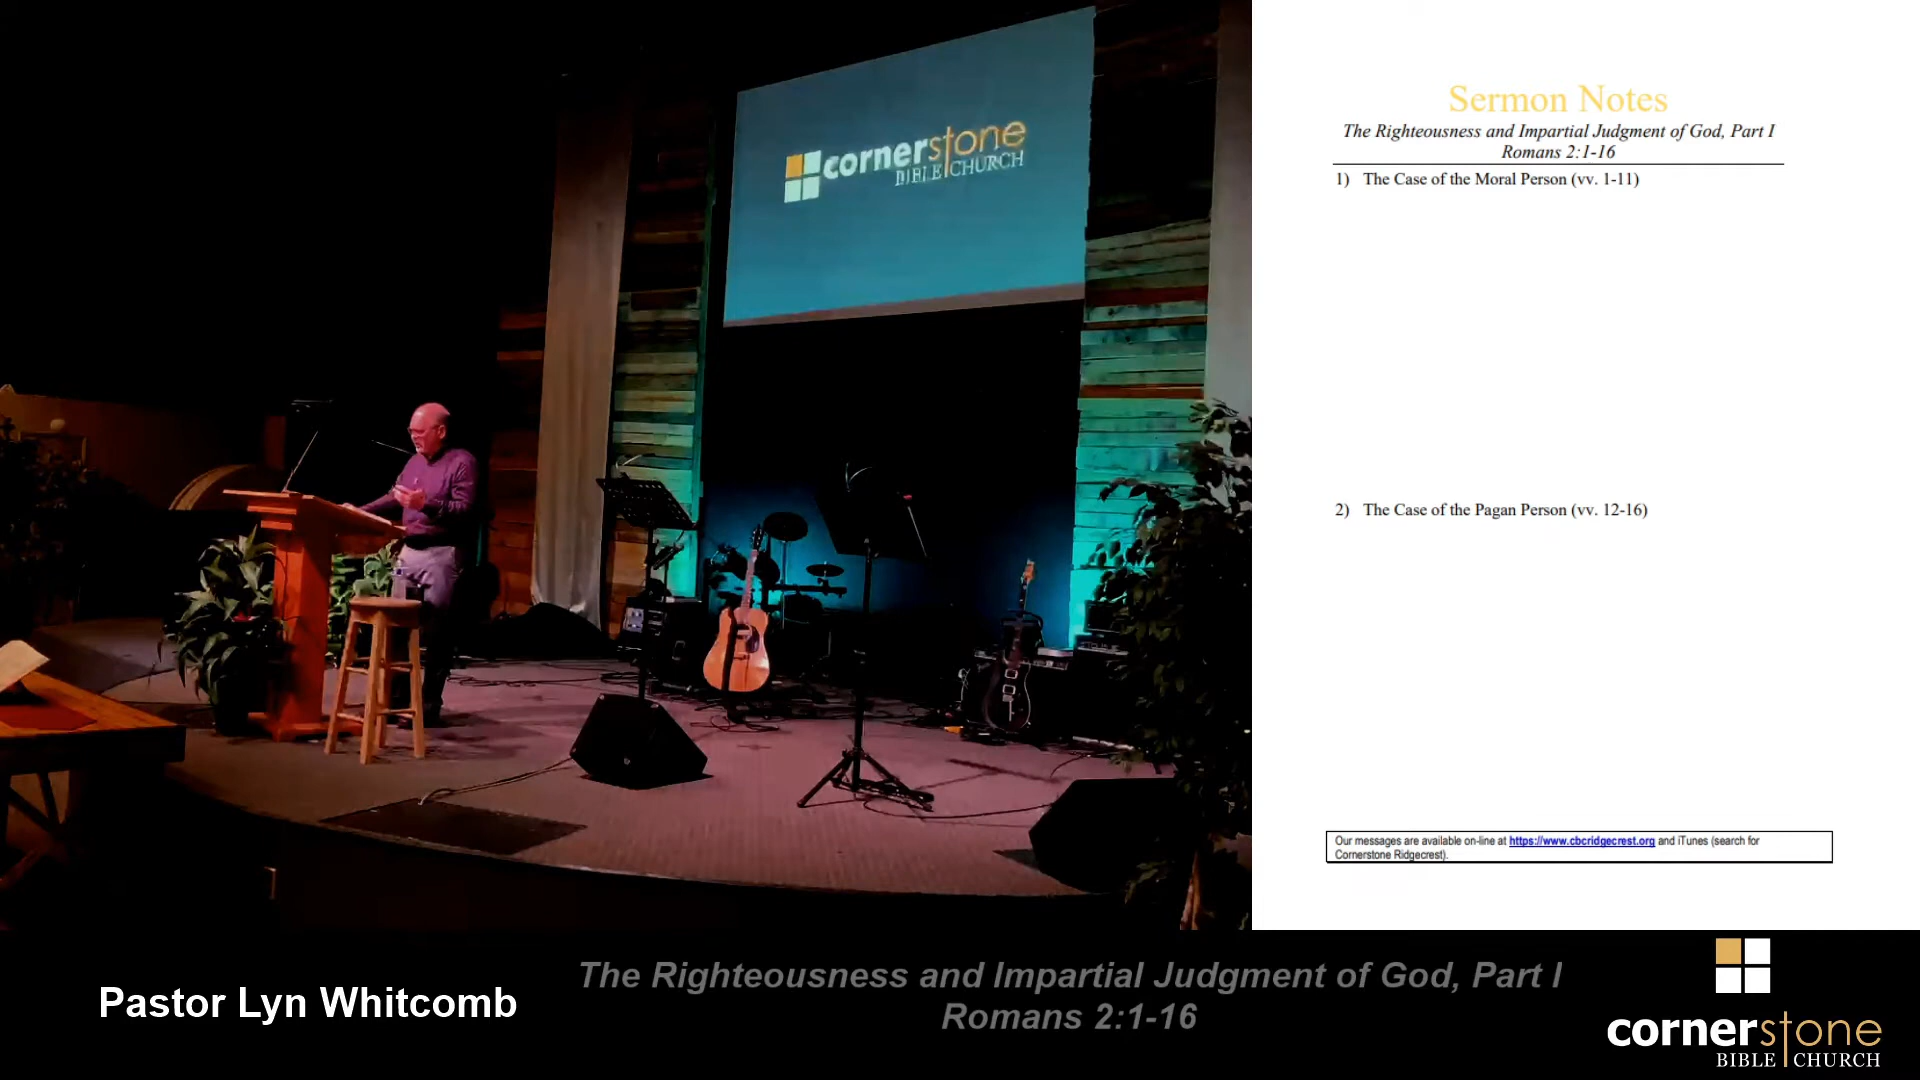 cornerstone
BIBLE CHURCH
Sermon Notes
The Righteousness and Impartial Judgment of God, Part I
Romans 2:1-16
1) The Case of the Moral Person (vv. 1-11)
2) The Case of the Pagan Person (vv. 12-16)
Our messages are available on-line at https://www.cbcridgecrest.org and iTunes (search for
Cornerstone Ridgecrest).
Pastor Lyn Whitcomb
The Righteousness and Impartial Judgment of God, Part I
Romans 2:1-16
cornerstone
BIBLE CHURCH